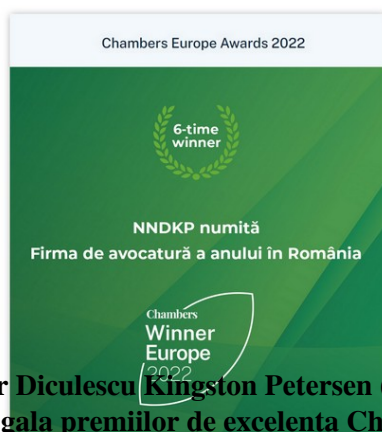 Chambers Europe Awards 2022
6-time
winner
NNDKP numită
Firma de avocatură a anului în România
Chambers
Winner
Europe
2022
Diculescu Kingston Petersen
gala premiilor de excelenta